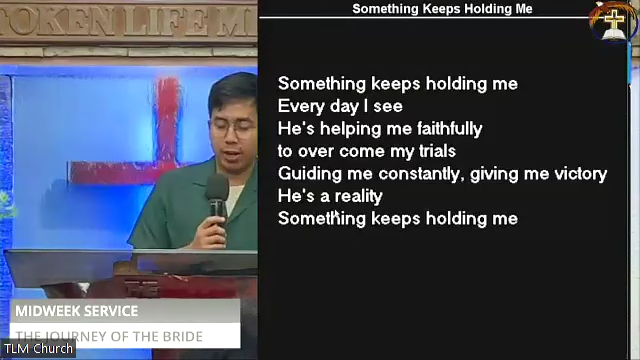 TOKEN LIFE M
Something Keeps Holding Me
Something keeps holding me
Every day I see
He's helping me faithfully
to over come my trials
Guiding me constantly, giving me victory
He's a reality
Something keeps holding me
MIDWEEK SERVICE
THE JOURNEY OF THE BRIDE
TLM Church